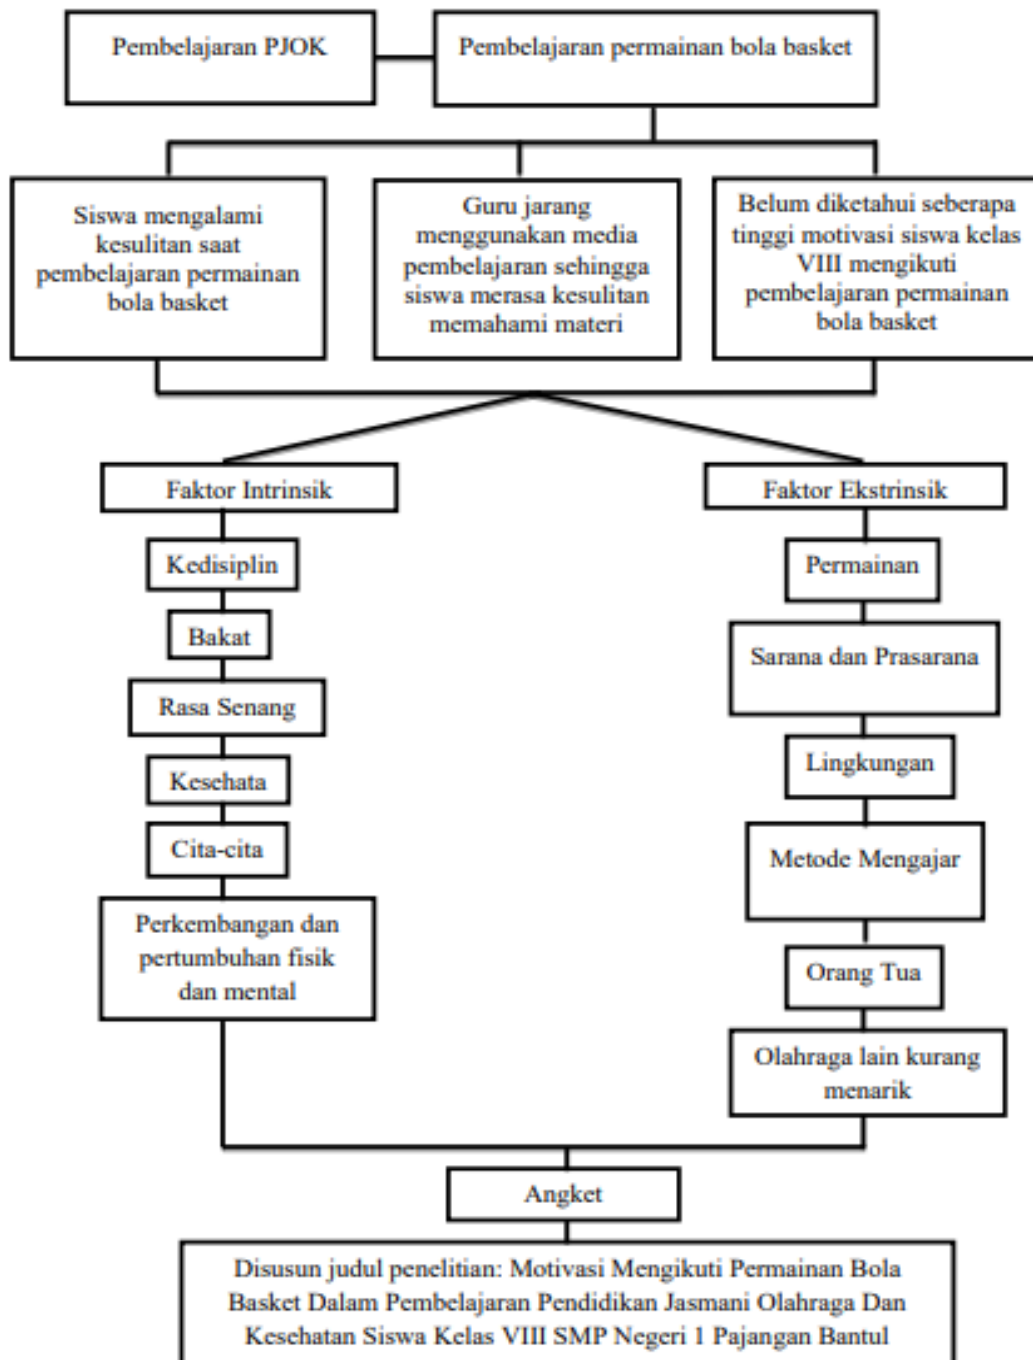 Pembelajaran PJOK
Pembelajaran permainan bola basket
Siswa mengalami
kesulitan saat
pembelajaran permainan
bola basket
Guru jarang
menggunakan media
pembelajaran sehingga
siswa merasa kesulitan
memahami materi
Belum diketahui seberapa
tinggi motivasi siswa kelas
VIII mengikuti
pembelajaran permainan
bola basket
Faktor Intrinsik
Kedisiplin
Bakat
Rasa Senang
Kesehata
Cita-cita
Perkembangan dan
pertumbuhan fisik
dan mental
Faktor Ekstrinsik
Permainan
Sarana dan Prasarana
Lingkungan
Metode Mengajar
Orang Tua
Olahraga lain kurang
menarik
Angket
Disusun judul penelitian: Motivasi Mengikuti Permainan Bola
Basket Dalam Pembelajaran Pendidikan Jasmani Olahraga Dan
Kesehatan Siswa Kelas VIII SMP Negeri 1 Pajangan Bantul